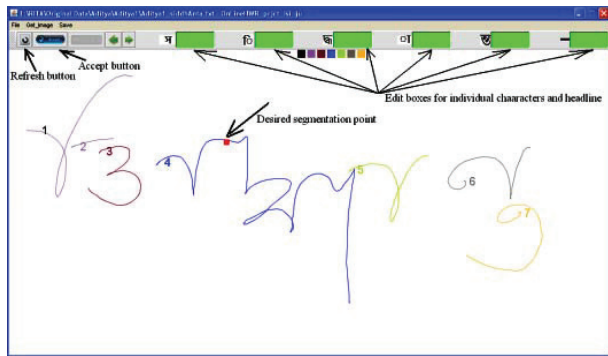 File Get_Image Save
স ি দ্ধ া ন্ত
Refresh button
Accept button
Edit boxes for individual chaaracters and headline
Desired segmentation point
1
2
3
4
5
6
7